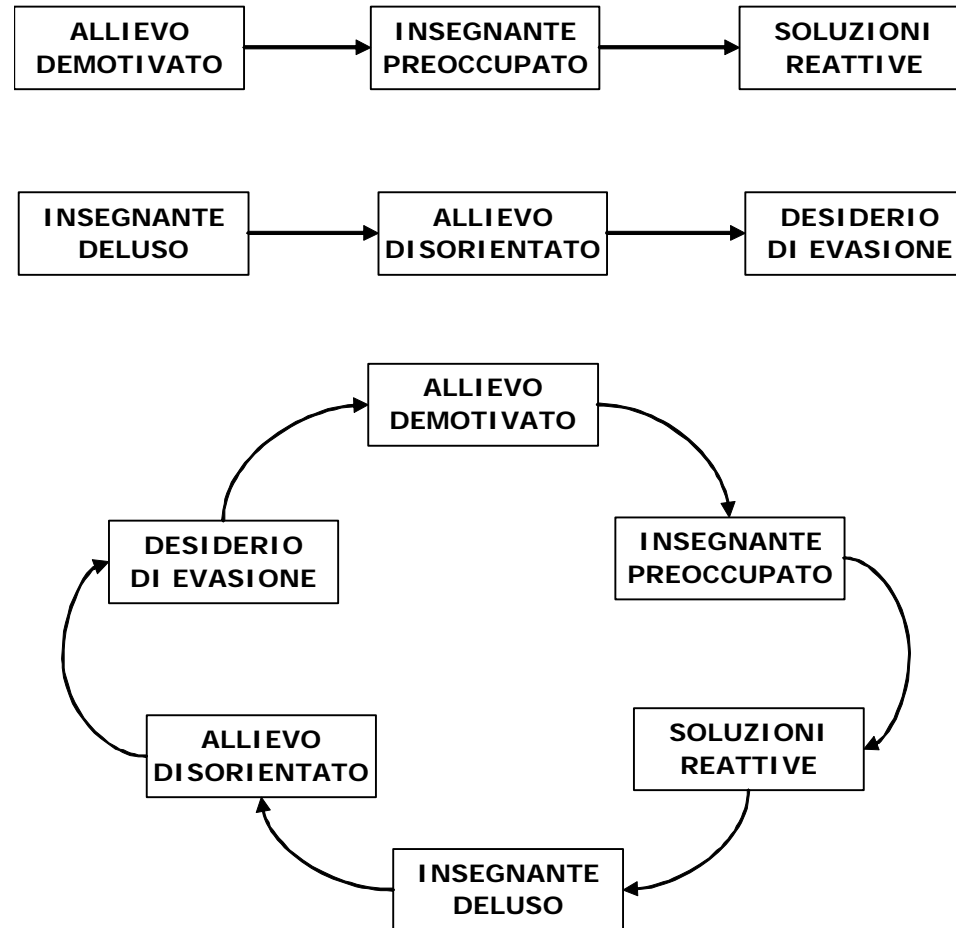 ALLIEVO
DEMOTIVATO
INSEGNANTE
PREOCCUPATO
SOLUZIONI
REATTIVE
INSEGNANTE
DELUSO
ALLIEVO
DISORIENTATO
DESIDERIO
DI EVASIONE
ALLIEVO
DEMOTIVATO
DESIDERIO
DI EVASIONE
INSEGNANTE
PREOCCUPATO
ALLIEVO
DISORIENTATO
SOLUZIONI
REATTIVE
INSEGNANTE
DELUSO